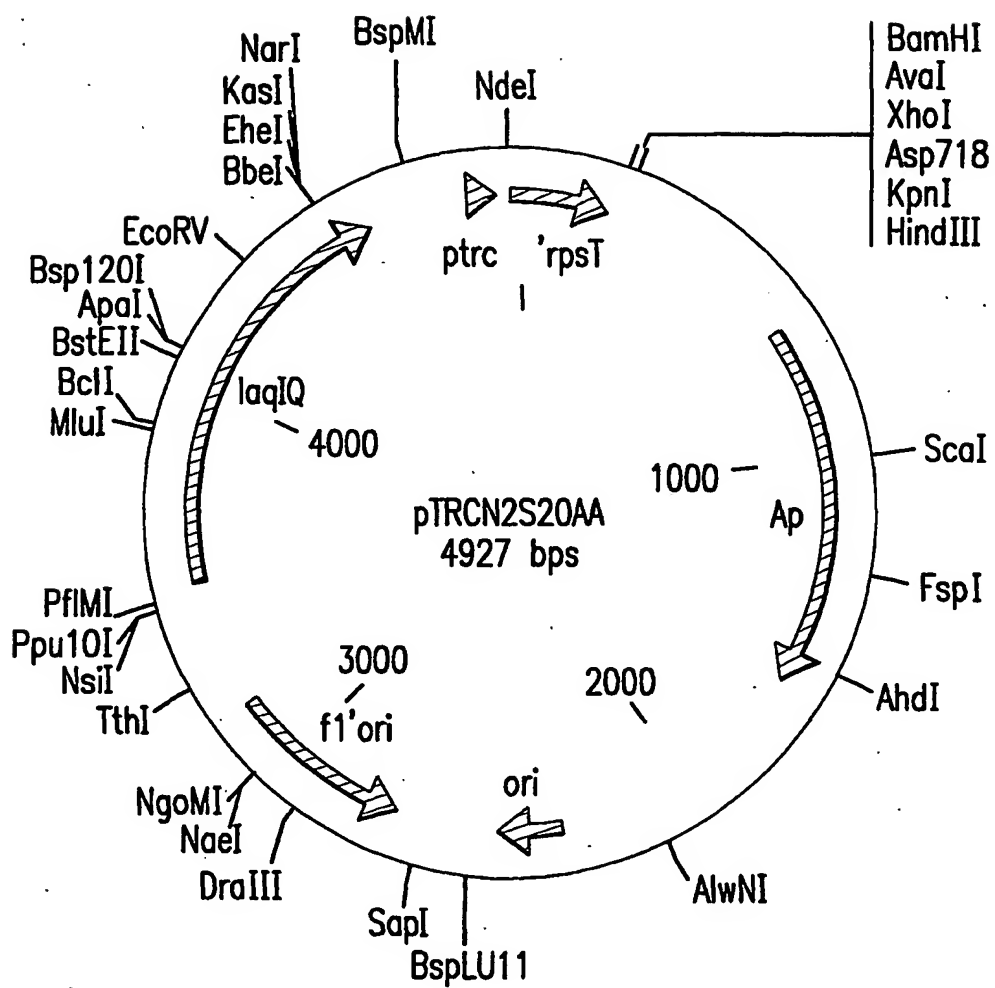 BspMI
NarI
KasI
EheI
BbeI
NdeI
BamHI
AvaI
XhoI
Asp718
KpnI
HindIII
EcoRV
Bsp120I
ApaI
BstEII
BclI
MluI
ptrc
'rpsT
laqIQ
4000
1000
ScaI
Ap
pTRCN2S20AA
4927 bps
FspI
PflMI
Ppu10I
NsiI
TthI
3000
f1'ori
2000
AhdI
ori
NgoMI
NaeI
DraIII
SapI
BspLU11
AlwNI